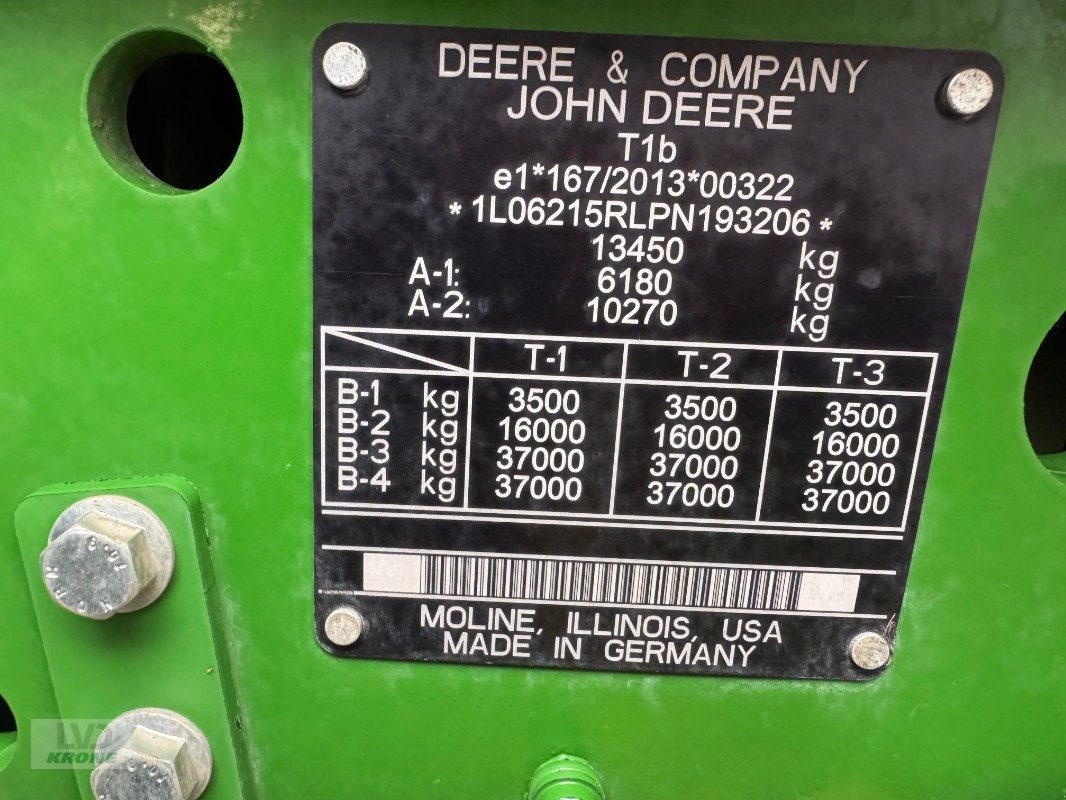 DEERE & COMPANY
JOHN DEERE
T1b
e1*167/2013*00322
*1L06215RLPN193206*
13450 kg
A-1: 6180 kg
A-2: 10270 kg
T-1 T-2 T-3
B-1 kg 3500 3500 3500
B-2 kg 16000 16000 16000
B-3 kg 37000 37000 37000
B-4 kg 37000 37000 37000
MOLINE, ILLINOIS, USA
MADE IN GERMANY
LVD
KRONE